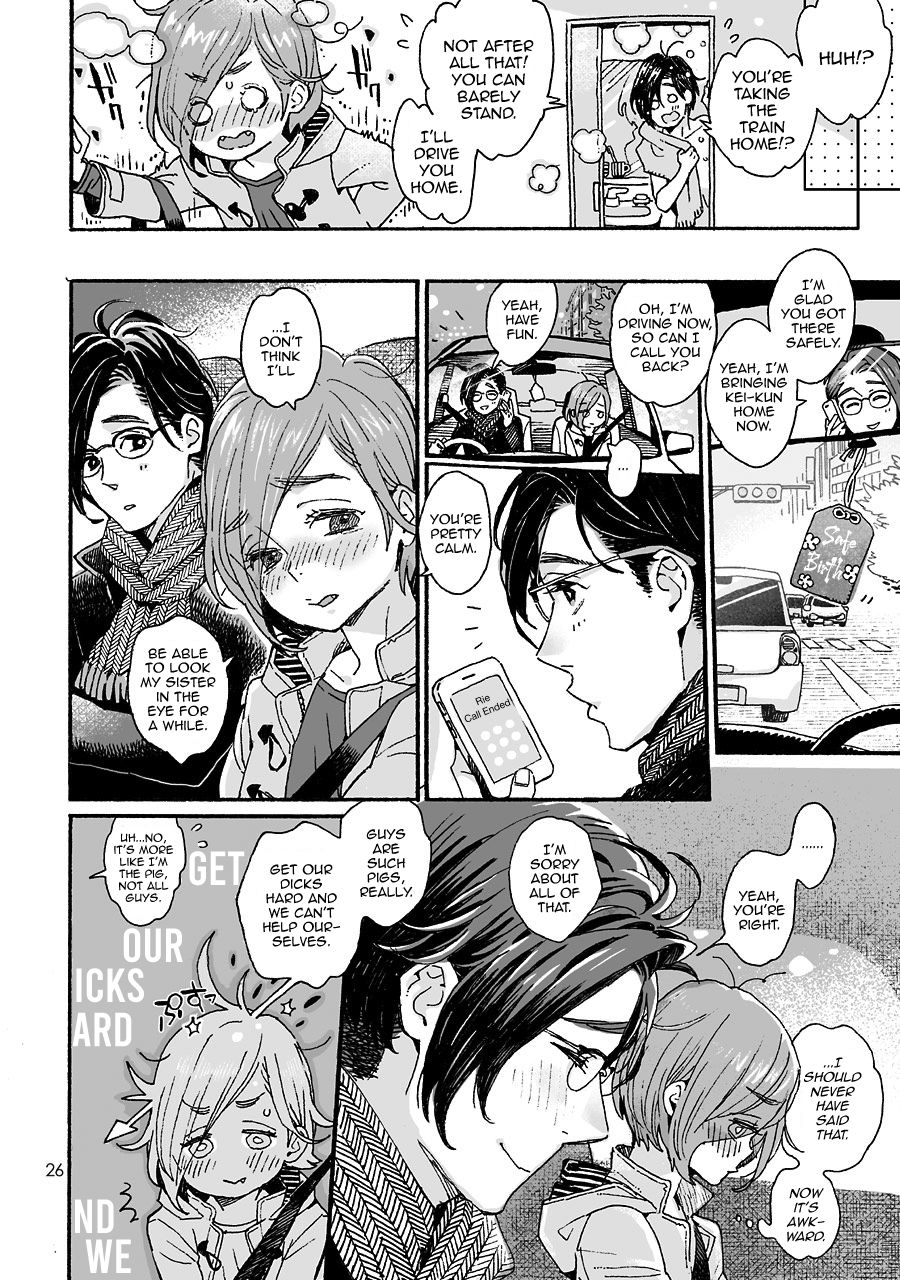 HUH!?
YOU'RE
TAKING
THE
TRAIN
HOME!?
NOT AFTER
ALL THAT!
YOU CAN
BARELY
STAND.
I'LL
DRIVE
YOU
HOME.
I'M
GLAD
YOU GOT
THERE
SAFELY.
YEAH, I'M
BRINGING
KEI-KUN
HOME
NOW.
Safe
Birth
OH, I'M
DRIVING NOW,
SO CAN I
CALL YOU
BACK?
YEAH,
HAVE
FUN.
...
YOU'RE
PRETTY
CALM.
Rie
Call Ended
...I
DON'T
THINK
I'LL
BE ABLE
TO LOOK
MY SISTER
IN THE
EYE FOR
A WHILE.
......
YEAH,
YOU'RE
RIGHT.
I'M
SORRY
ABOUT
ALL OF
THAT.
...I
SHOULD
NEVER
HAVE
SAID
THAT.
NOW
IT'S
AWK-
WARD.
GUYS
ARE
SUCH
PIGS,
REALLY.
GET OUR
DICKS
HARD AND
WE CAN'T
HELP OUR-
SELVES.
UH...NO,
IT'S MORE
LIKE I'M
THE PIG,
NOT ALL
GUYS.
GET
OUR
ICKS
ARD
ND
WE
26